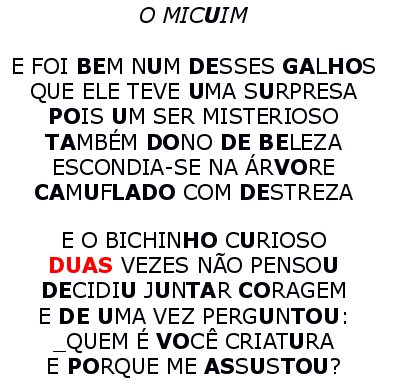 O MICUIM
E FOI BEM NUM DESSES GALHOS
QUE ELE TEVE UMA SURPRESA
POIS UM SER MISTERIOSO
TAMBÉM DONO DE BELEZA
ESCONDIA-SE NA ÁRVORE
CAMUFLADO COM DESTREZA
E O BICHINHO CURIOSO
DUAS VEZES NÃO PENSOU
DECIDIU JUNTAR CORAGEM
E DE UMA VEZ PERGUNTOU:
_QUEM É VOCÊ CRIATURA
E PORQUE ME ASSUSTOU?